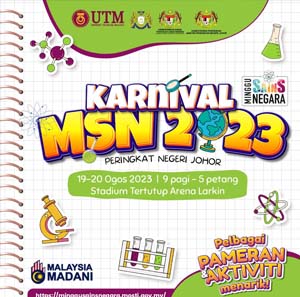 UTM
MINGGU
SAINS
NEGARA
KARNIVAL
MSN 2023
PERINGKAT NEGERI JOHOR
19-20 Ogos 2023 | 9 pagi - 5 petang
Stadium Tertutup Arena Larkin
Pelbagai
PAMERAN
AKTIVITI
menarik!
MALAYSIA
MADANI
https://minggusainsnegara.mosti.gov.my/